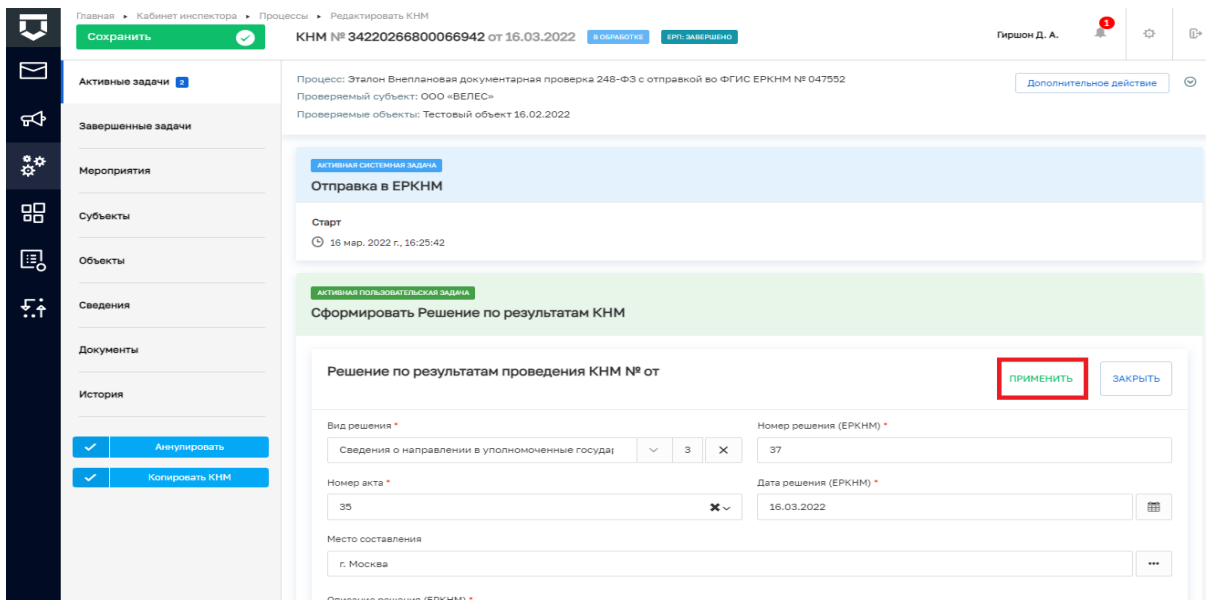 Главная ▸ Кабинет инспектора ▸ Процессы ▸ Редактировать КНМ
Сохранить
КНМ № 34220266800066942 от 16.03.2022 В ОБРАБОТКЕ ЕРП: ЗАВЕРШЕНО
Гиршон Д. А.
1
Активные задачи 2
Завершенные задачи
Мероприятия
Субъекты
Объекты
Сведения
Документы
История
Аннулировать
Копировать КНМ
Процесс: Эталон Внеплановая документарная проверка 248-ФЗ с отправкой во ФГИС ЕРКНМ № 047552
Проверяемый субъект: ООО «ВЕЛЕС»
Проверяемые объекты: Тестовый объект 16.02.2022
Дополнительное действие
АКТИВНАЯ СИСТЕМНАЯ ЗАДАЧА
Отправка в ЕРКНМ
Старт
16 мар. 2022 г., 16:25:42
АКТИВНАЯ ПОЛЬЗОВАТЕЛЬСКАЯ ЗАДАЧА
Сформировать Решение по результатам КНМ
Решение по результатам проведения КНМ № от
ПРИМЕНИТЬ
ЗАКРЫТЬ
Вид решения *
Сведения о направлении в уполномоченные государ
З
Номер решения (ЕРКНМ) *
37
Номер акта *
35
Дата решения (ЕРКНМ) *
16.03.2022
Место составления
г. Москва
Описание решения (ЕРКНМ) *